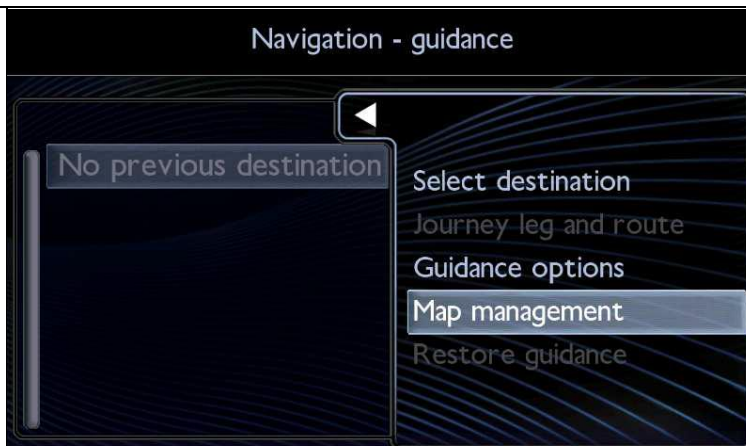 Navigation - guidance
No previous destination
Select destination
Journey leg and route
Guidance options
Map management
Restore guidance